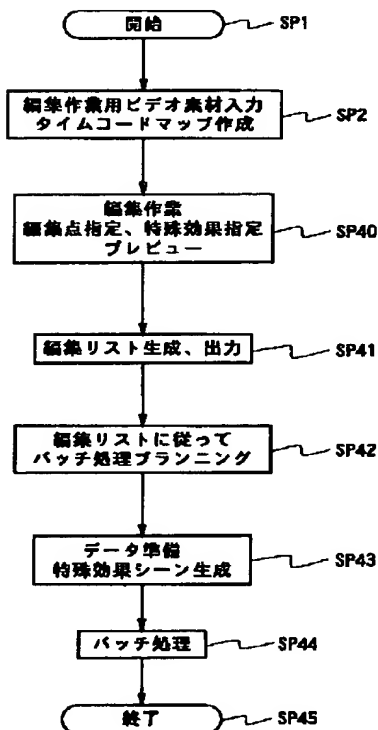 開始
SP1
編集作業用ビデオ素材入力
タイムコードマップ作成
SP2
編集作業
編集点指定、特殊効果指定
プレビュー
SP40
編集リスト生成、出力
SP41
編集リストに従って
バッチ処理プランニング
SP42
データ準備
特殊効果シーン生成
SP43
バッチ処理
SP44
終了
SP45